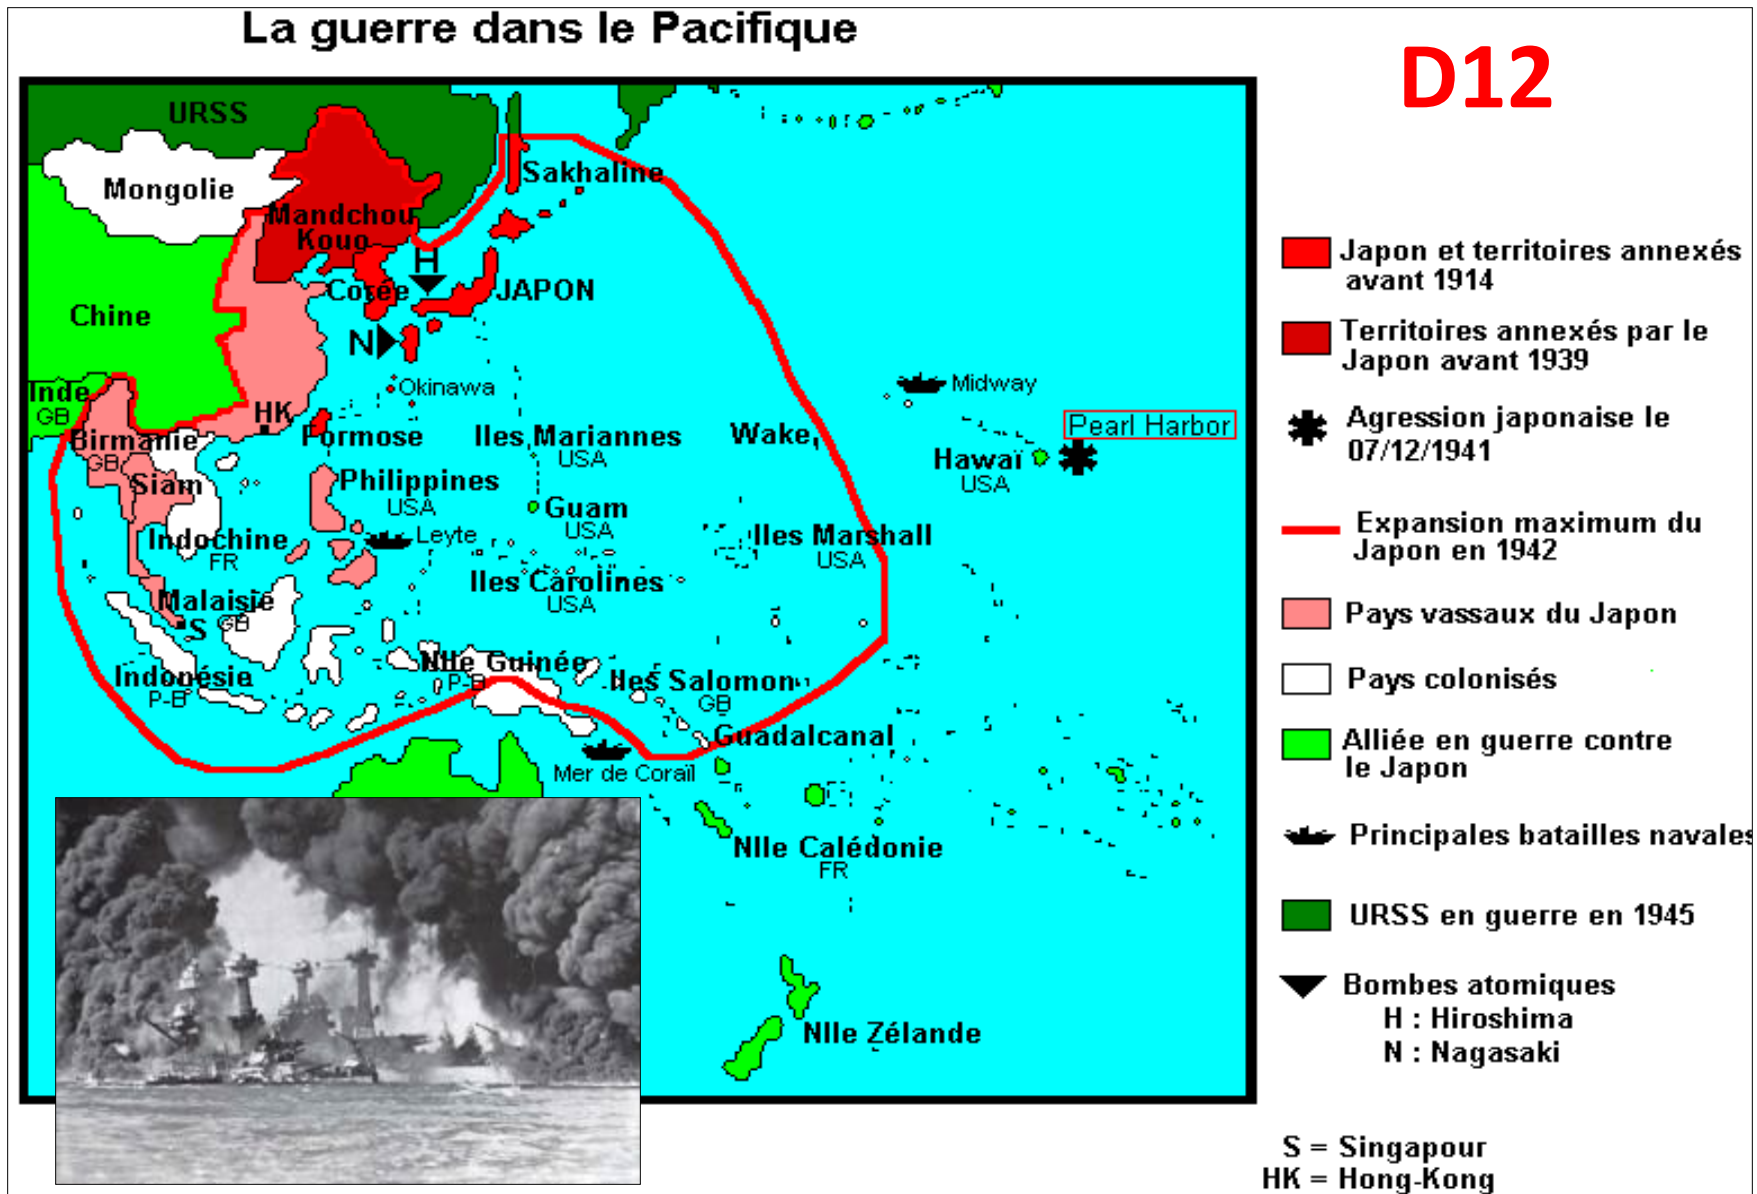 La guerre dans le Pacifique
D12
URSS
Mongolie
Sakhaline
Mandchou
Kouo
H
Corée
JAPON
Chine
N
Okinawa
Midway
Inde
GB
HK
Pearl Harbor
Birmanie
GB
Formose
Iles Mariannes
USA
Wake
Hawaï
USA
Siam
Philippines
USA
Guam
USA
Leyte
Indochine
FR
Iles Marshall
USA
Iles Carolines
USA
Malaisie
GB
S
Indonésie
P-B
Nlle Guinée
P-B
Iles Salomon
GB
Guadalcanal
Mer de Coraïl
Nlle Calédonie
FR
Nlle Zélande
Japon et territoires annexés
avant 1914
Territoires annexés par le
Japon avant 1939
Agression japonaise le
07/12/1941
Expansion maximum du
Japon en 1942
Pays vassaux du Japon
Pays colonisés
Alliée en guerre contre
le Japon
Principales batailles navales
URSS en guerre en 1945
Bombes atomiques
H : Hiroshima
N : Nagasaki
S = Singapour
HK = Hong-Kong